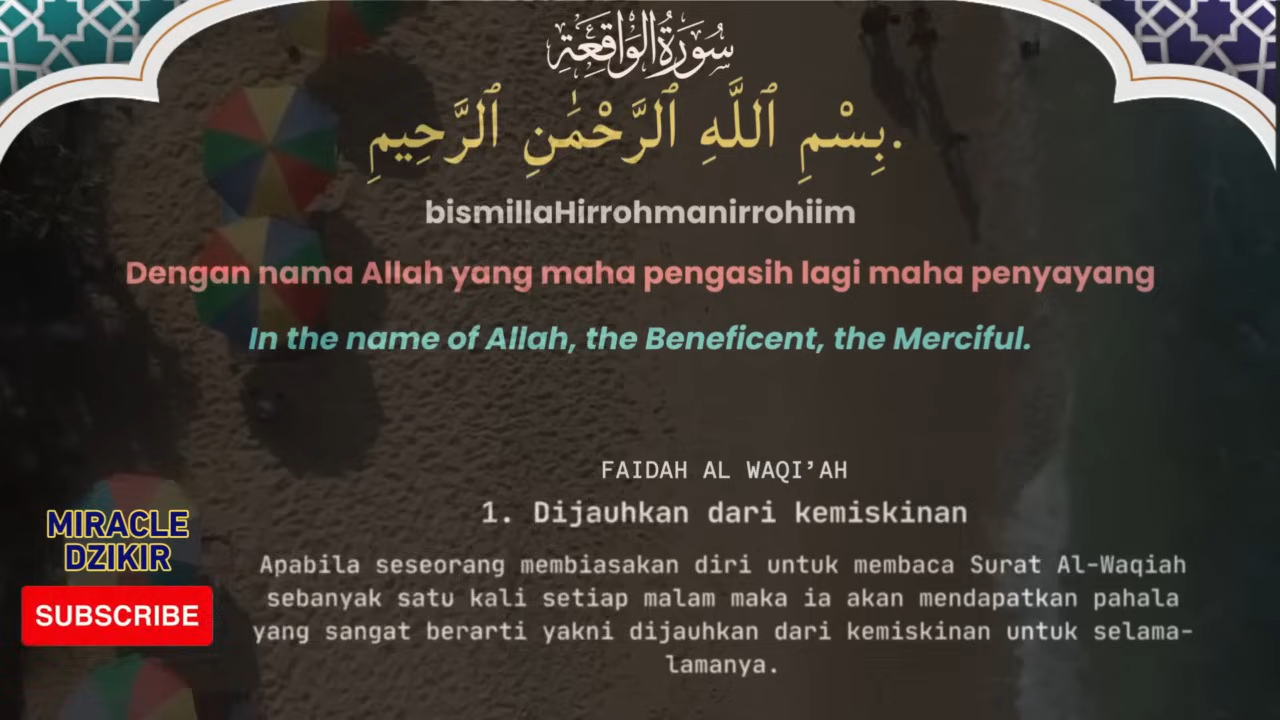 سُورَةُ الْوَاقِعَةِ
بِسْمِ ٱللَّهِ ٱلرَّحْمَٰنِ ٱلرَّحِيمِ.
bismillaHirrohmanirrohiim
Dengan nama Allah yang maha pengasih lagi maha penyayang
In the name of Allah, the Beneficent, the Merciful.
FAIDAH AL WAQI’AH
1. Dijauhkan dari kemiskinan
Apabila seseorang membiasakan diri untuk membaca Surat Al-Waqiah
sebanyak satu kali setiap malam maka ia akan mendapatkan pahala
yang sangat berarti yakni dijauhkan dari kemiskinan untuk selama-
lamanya.
MIRACLE
DZIKIR
SUBSCRIBE